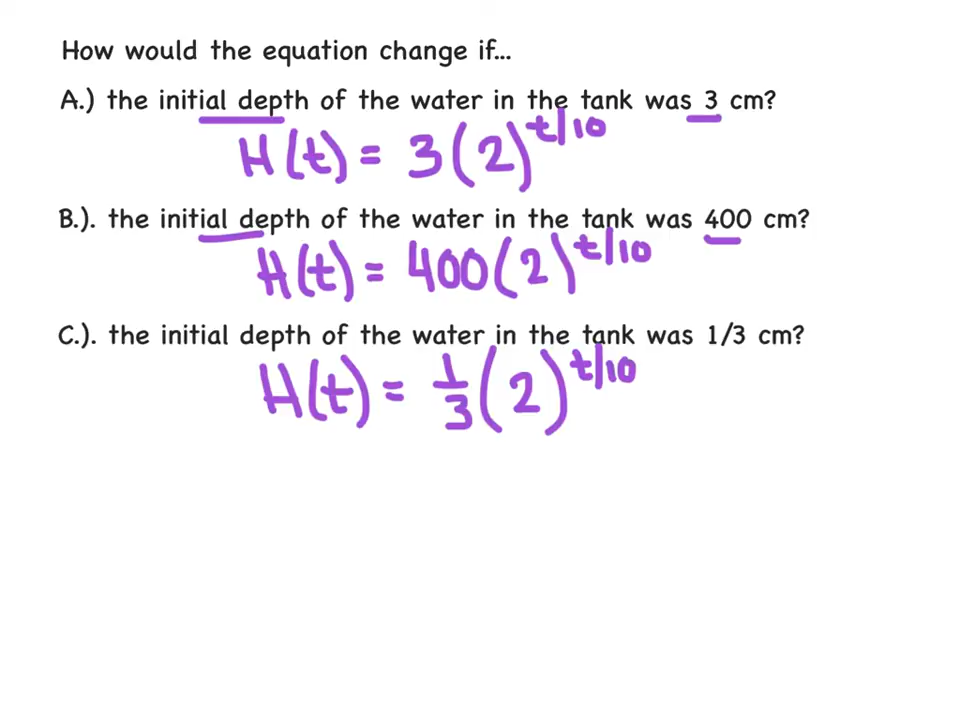 How would the equation change if...
A.) the initial depth of the water in the tank was 3 cm?
H(t) = 3(2)^t/10
B.). the initial depth of the water in the tank was 400 cm?
H(t) = 400(2)^t/10
C.). the initial depth of the water in the tank was 1/3 cm?
H(t) = 1/3(2)^t/10